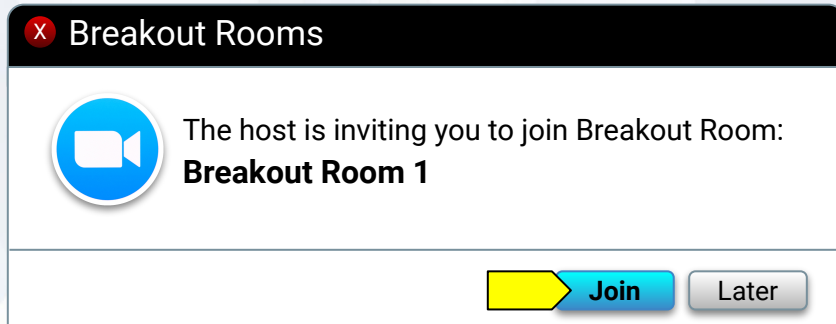 X Breakout Rooms
The host is inviting you to join Breakout Room:
Breakout Room 1
Join Later